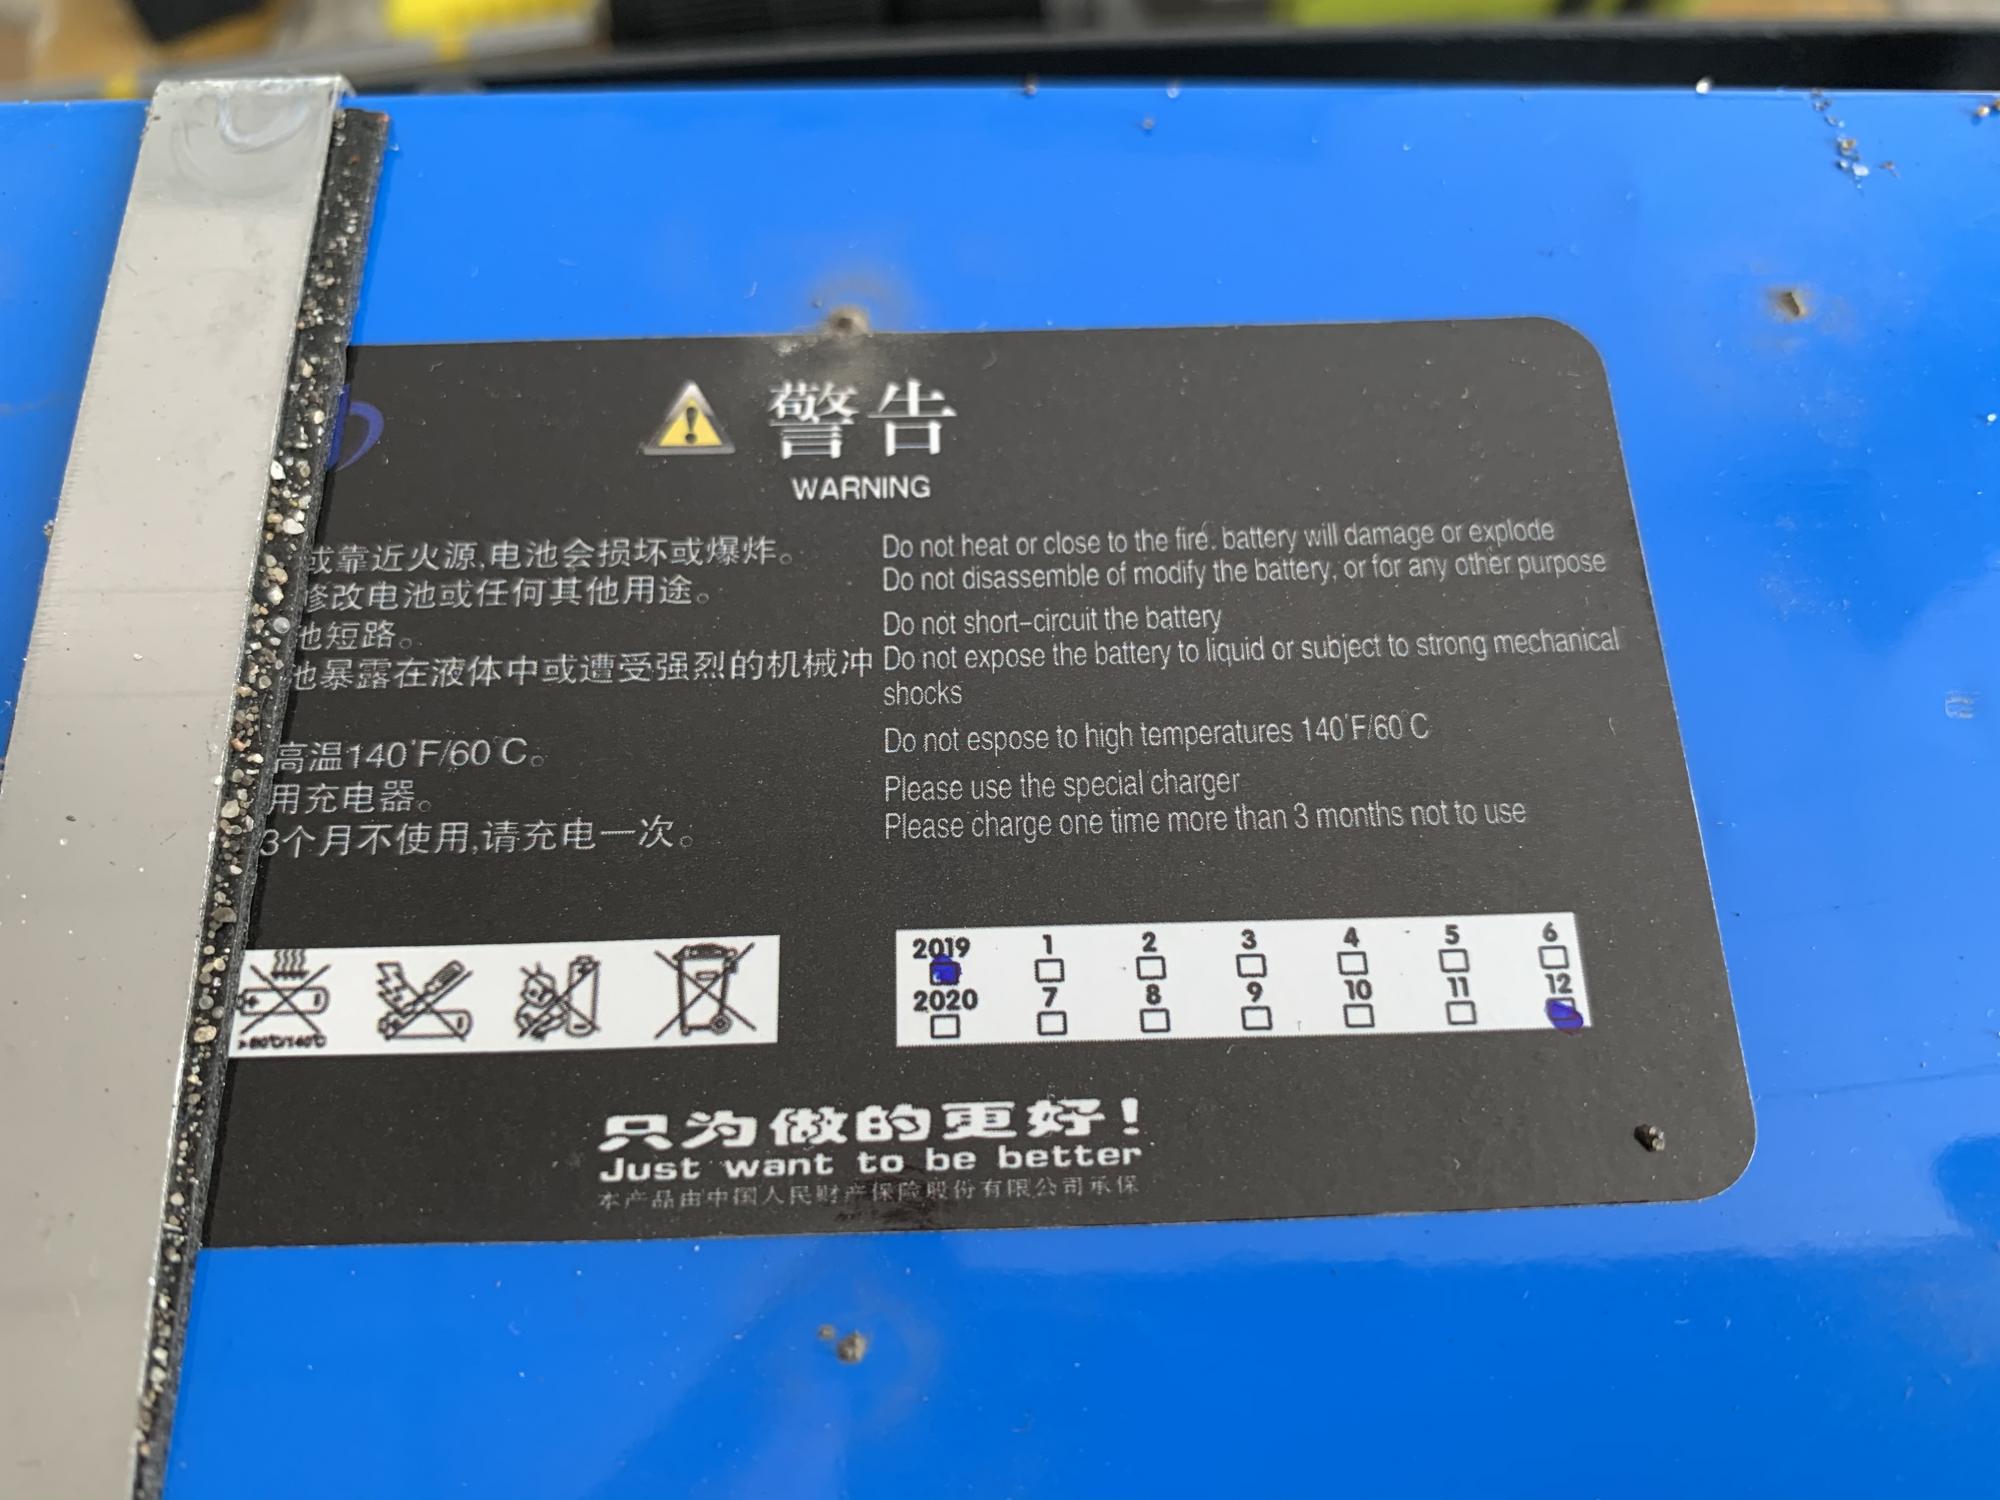 警告
WARNING
或靠近火源,电池会损坏或爆炸。
修改电池或任何其他用途。
池短路。
池暴露在液体中或遭受强烈的机械冲
高温140°F/60°C。
用充电器。
3个月不使用,请充电一次。
Do not heat or close to the fire. battery will damage or explode
Do not disassemble of modify the battery, or for any other purpose
Do not short-circuit the battery
Do not expose the battery to liquid or subject to strong mechanical
shocks
Do not espose to high temperatures 140°F/60°C
Please use the special charger
Please charge one time more than 3 months not to use
2019 1 2 3 4 5 6
2020 7 8 9 10 11 12
只为做的更好!
Just want to be better
本产品由中国人民财产保险股份有限公司承保